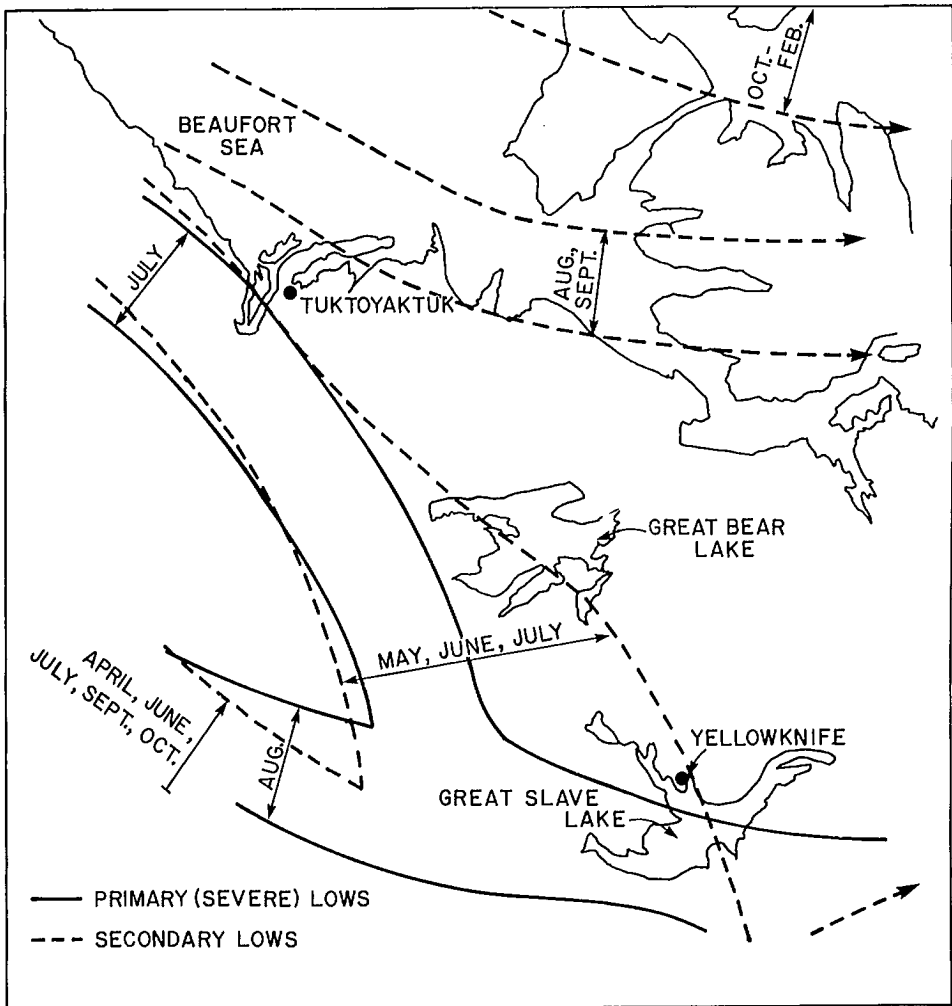 OCT.-
FEB.
BEAUFORT
SEA
AUG.,
SEPT.
JULY
TUKTOYAKTUK
GREAT BEAR
LAKE
MAY, JUNE, JULY
APRIL, JUNE,
JULY, SEPT., OCT.
AUG.
YELLOWKNIFE
GREAT SLAVE
LAKE
PRIMARY (SEVERE) LOWS
SECONDARY LOWS